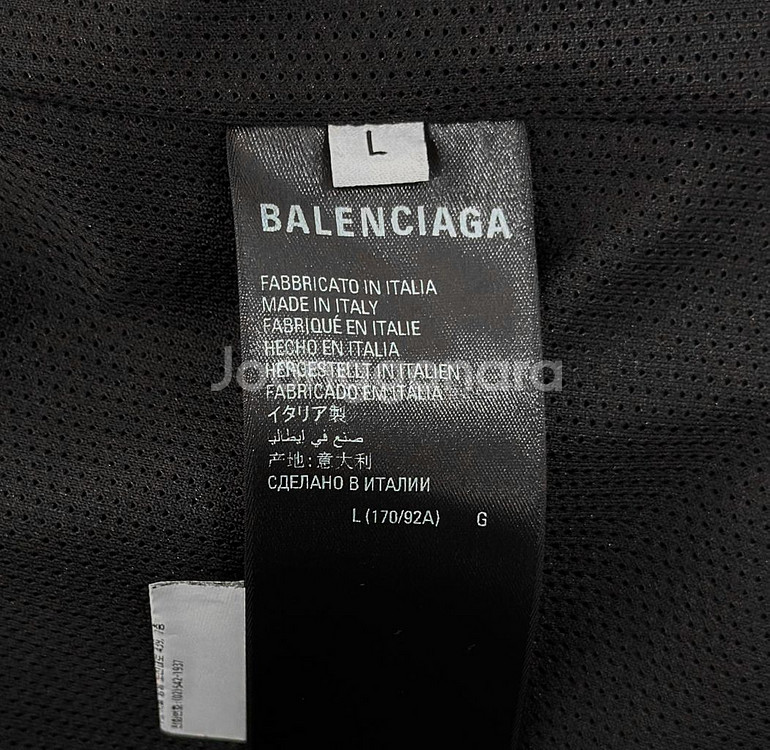 L
BALENCIAGA
FABBRICATO IN ITALIA
MADE IN ITALY
FABRIQUÉ EN ITALIE
HECHO EN ITALIA
HERGESTELLT IN ITALIEN
FABRICADO EM ITALIA
イタリア製
صنع في إيطاليا
产地:意大利
СДЕЛАНО В ИТАЛИИ
L (170/92A) G